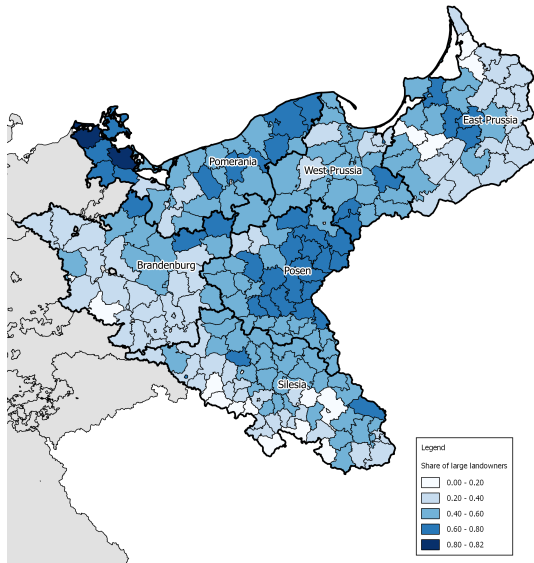 East Prussia
Pomerania
West Prussia
Brandenburg
Posen
Silesia
Legend
Share of large landowners
0.00 - 0.20
0.20 - 0.40
0.40 - 0.60
0.60 - 0.80
0.80 - 0.82